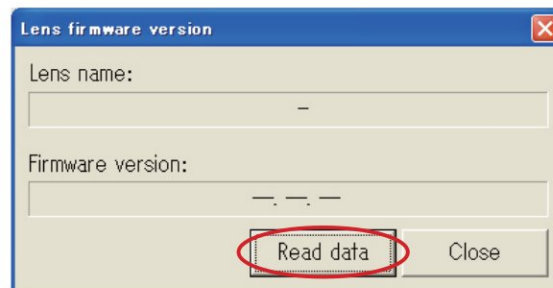 Lens firmware version
Lens name:
–
Firmware version:
—. —. —
Read data Close